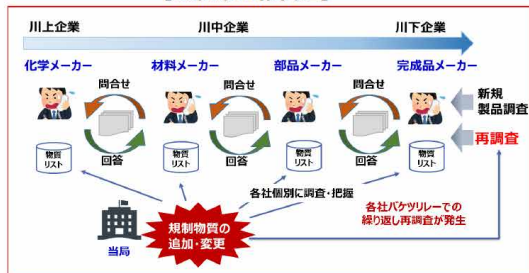 川上企業
川中企業
川下企業
化学メーカー
材料メーカー
部品メーカー
完成品メーカー
問合せ
問合せ
問合せ
新規
製品調査
再調査
回答
回答
回答
物質
リスト
物質
リスト
物質
リスト
物質
リスト
各社個別に調査・把握
各社バケツリレーでの
繰り返し再調査が発生
規制物質の
追加・変更
当局